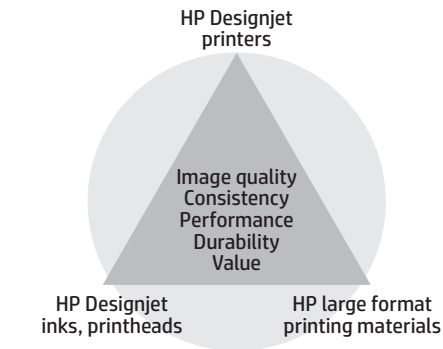 HP Designjet
printers
Image quality
Consistency
Performance
Durability
Value
HP Designjet
inks, printheads
HP large format
printing materials